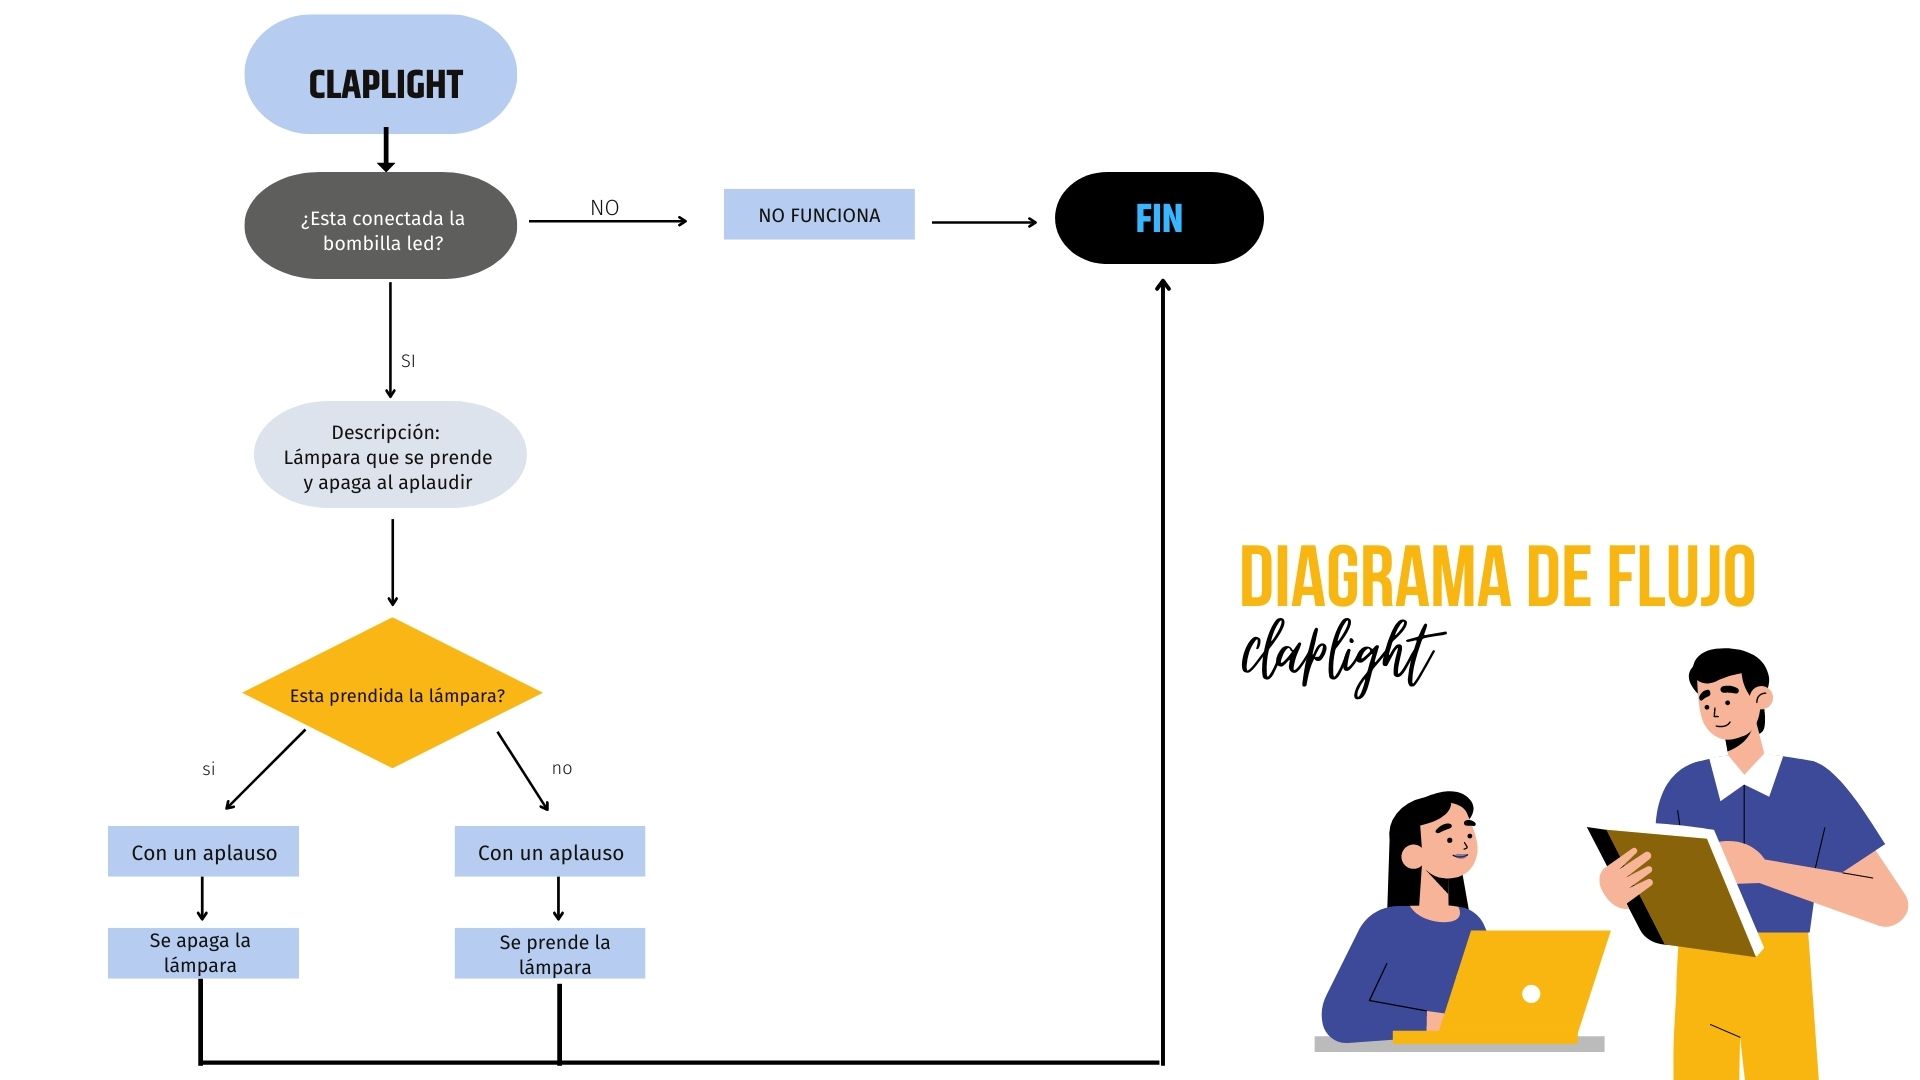 CLAPLIGHT
¿Esta conectada la
bombilla led?
NO
NO FUNCIONA
FIN
SI
Descripción:
Lámpara que se prende
y apaga al aplaudir
Esta prendida la lámpara?
si
no
Con un aplauso
Con un aplauso
Se apaga la
lámpara
Se prende la
lámpara
DIAGRAMA DE FLUJO
claplight